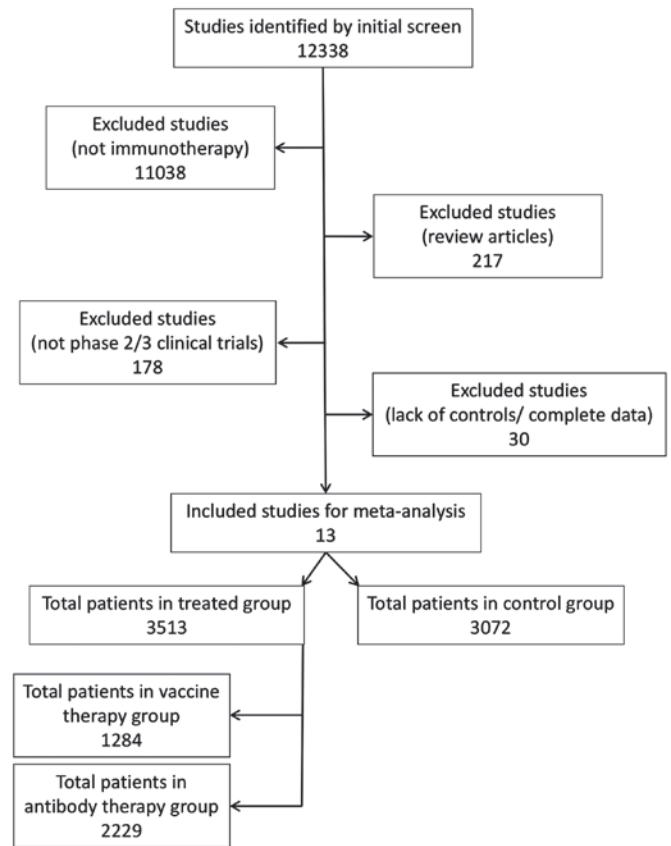 Studies identified by initial screen
12338
Excluded studies
(not immunotherapy)
11038
Excluded studies
(review articles)
217
Excluded studies
(not phase 2/3 clinical trials)
178
Excluded studies
(lack of controls/ complete data)
30
Included studies for meta-analysis
13
Total patients in treated group
3513
Total patients in control group
3072
Total patients in vaccine
therapy group
1284
Total patients in
antibody therapy group
2229